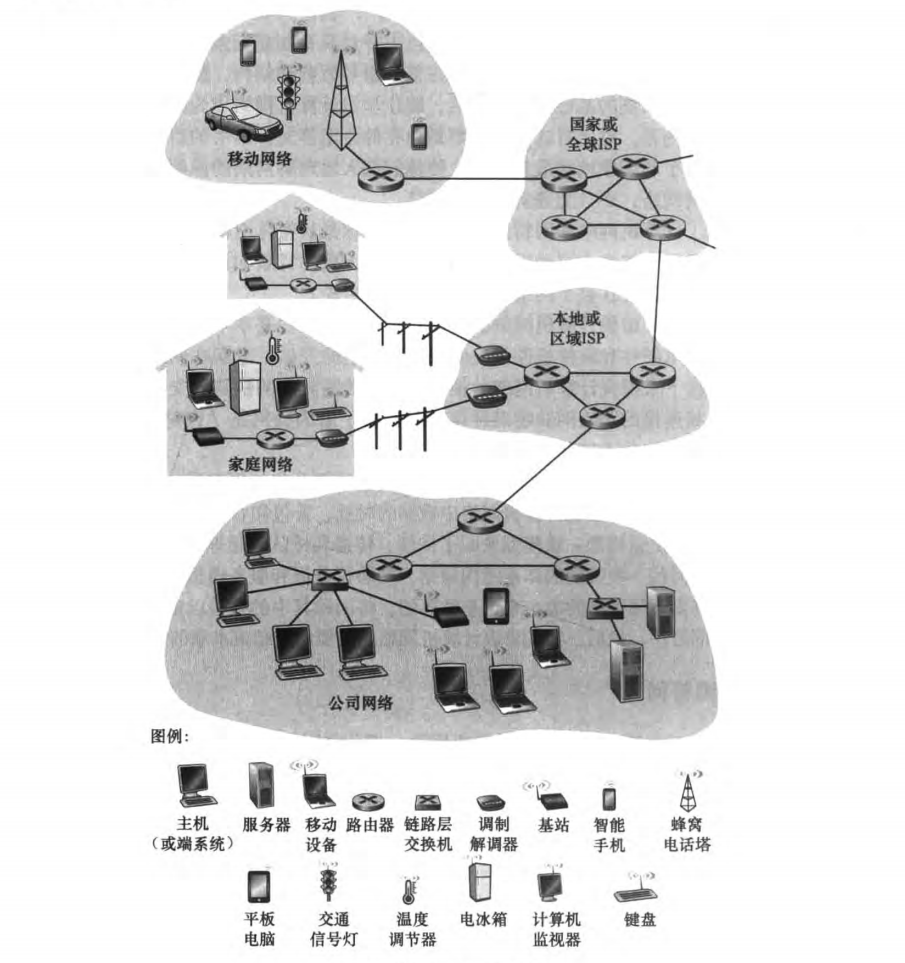 移动网络
国家或
全球ISP
本地或
区域ISP
家庭网络
公司网络
图例：
主机
（或端系统）
服务器
移动
设备
路由器
链路层
交换机
调制
解调器
基站
智能
手机
蜂窝
电话塔
平板
电脑
交通
信号灯
温度
调节器
电冰箱
计算机
监视器
键盘